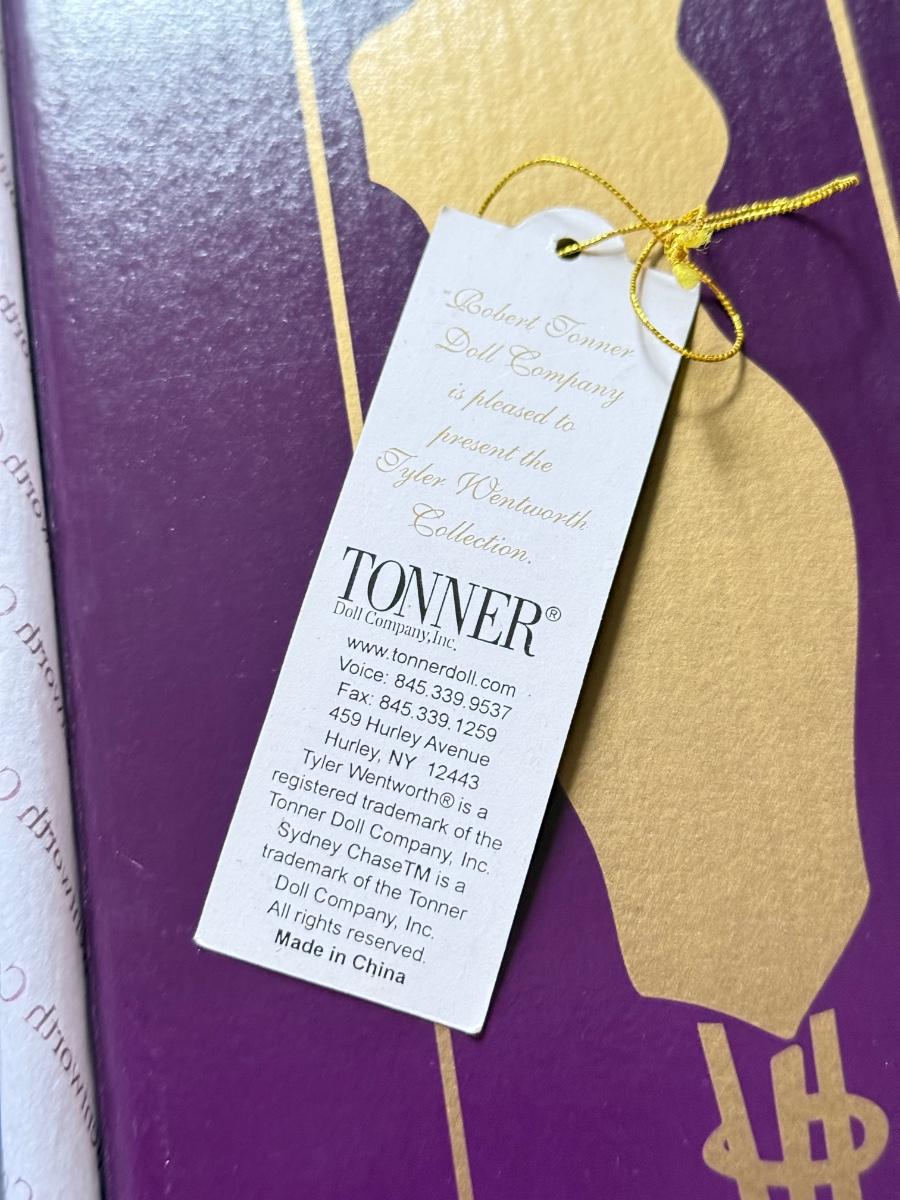 Robert Tonner
Doll Company
is pleased to
present the
Tyler Wentworth
Collection.
TONNER®
Doll Company, Inc.
www.tonnerdoll.com
Voice: 845.339.9537
Fax: 845.339.1259
459 Hurley Avenue
Hurley, NY 12443
Tyler Wentworth® is a
registered trademark of the
Tonner Doll Company, Inc.
Sydney Chase™ is a
trademark of the Tonner
Doll Company, Inc.
All rights reserved.
Made in China